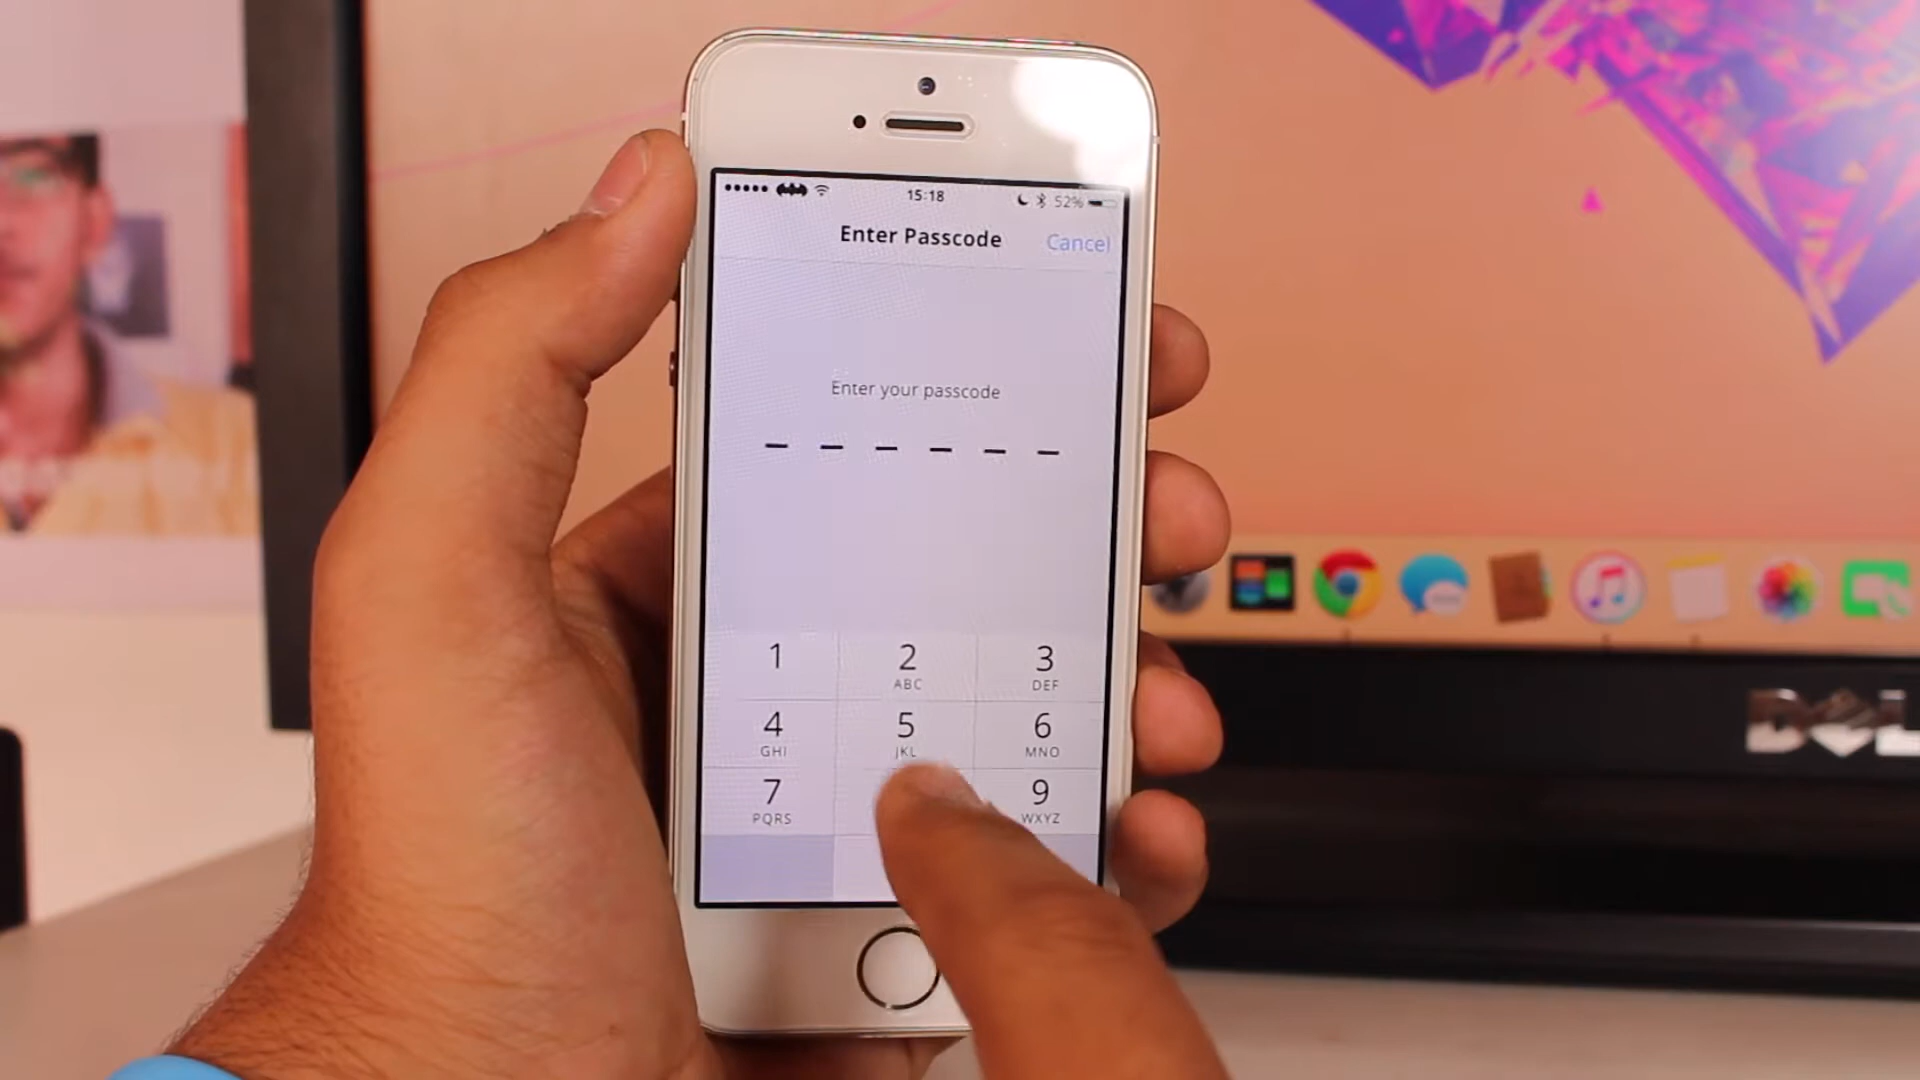 15:18
52%
Enter Passcode
Cancel
Enter your passcode
1
2
3
ABC
DEF
4
5
6
GHI
JKL
MNO
7
9
PQRS
WXYZ